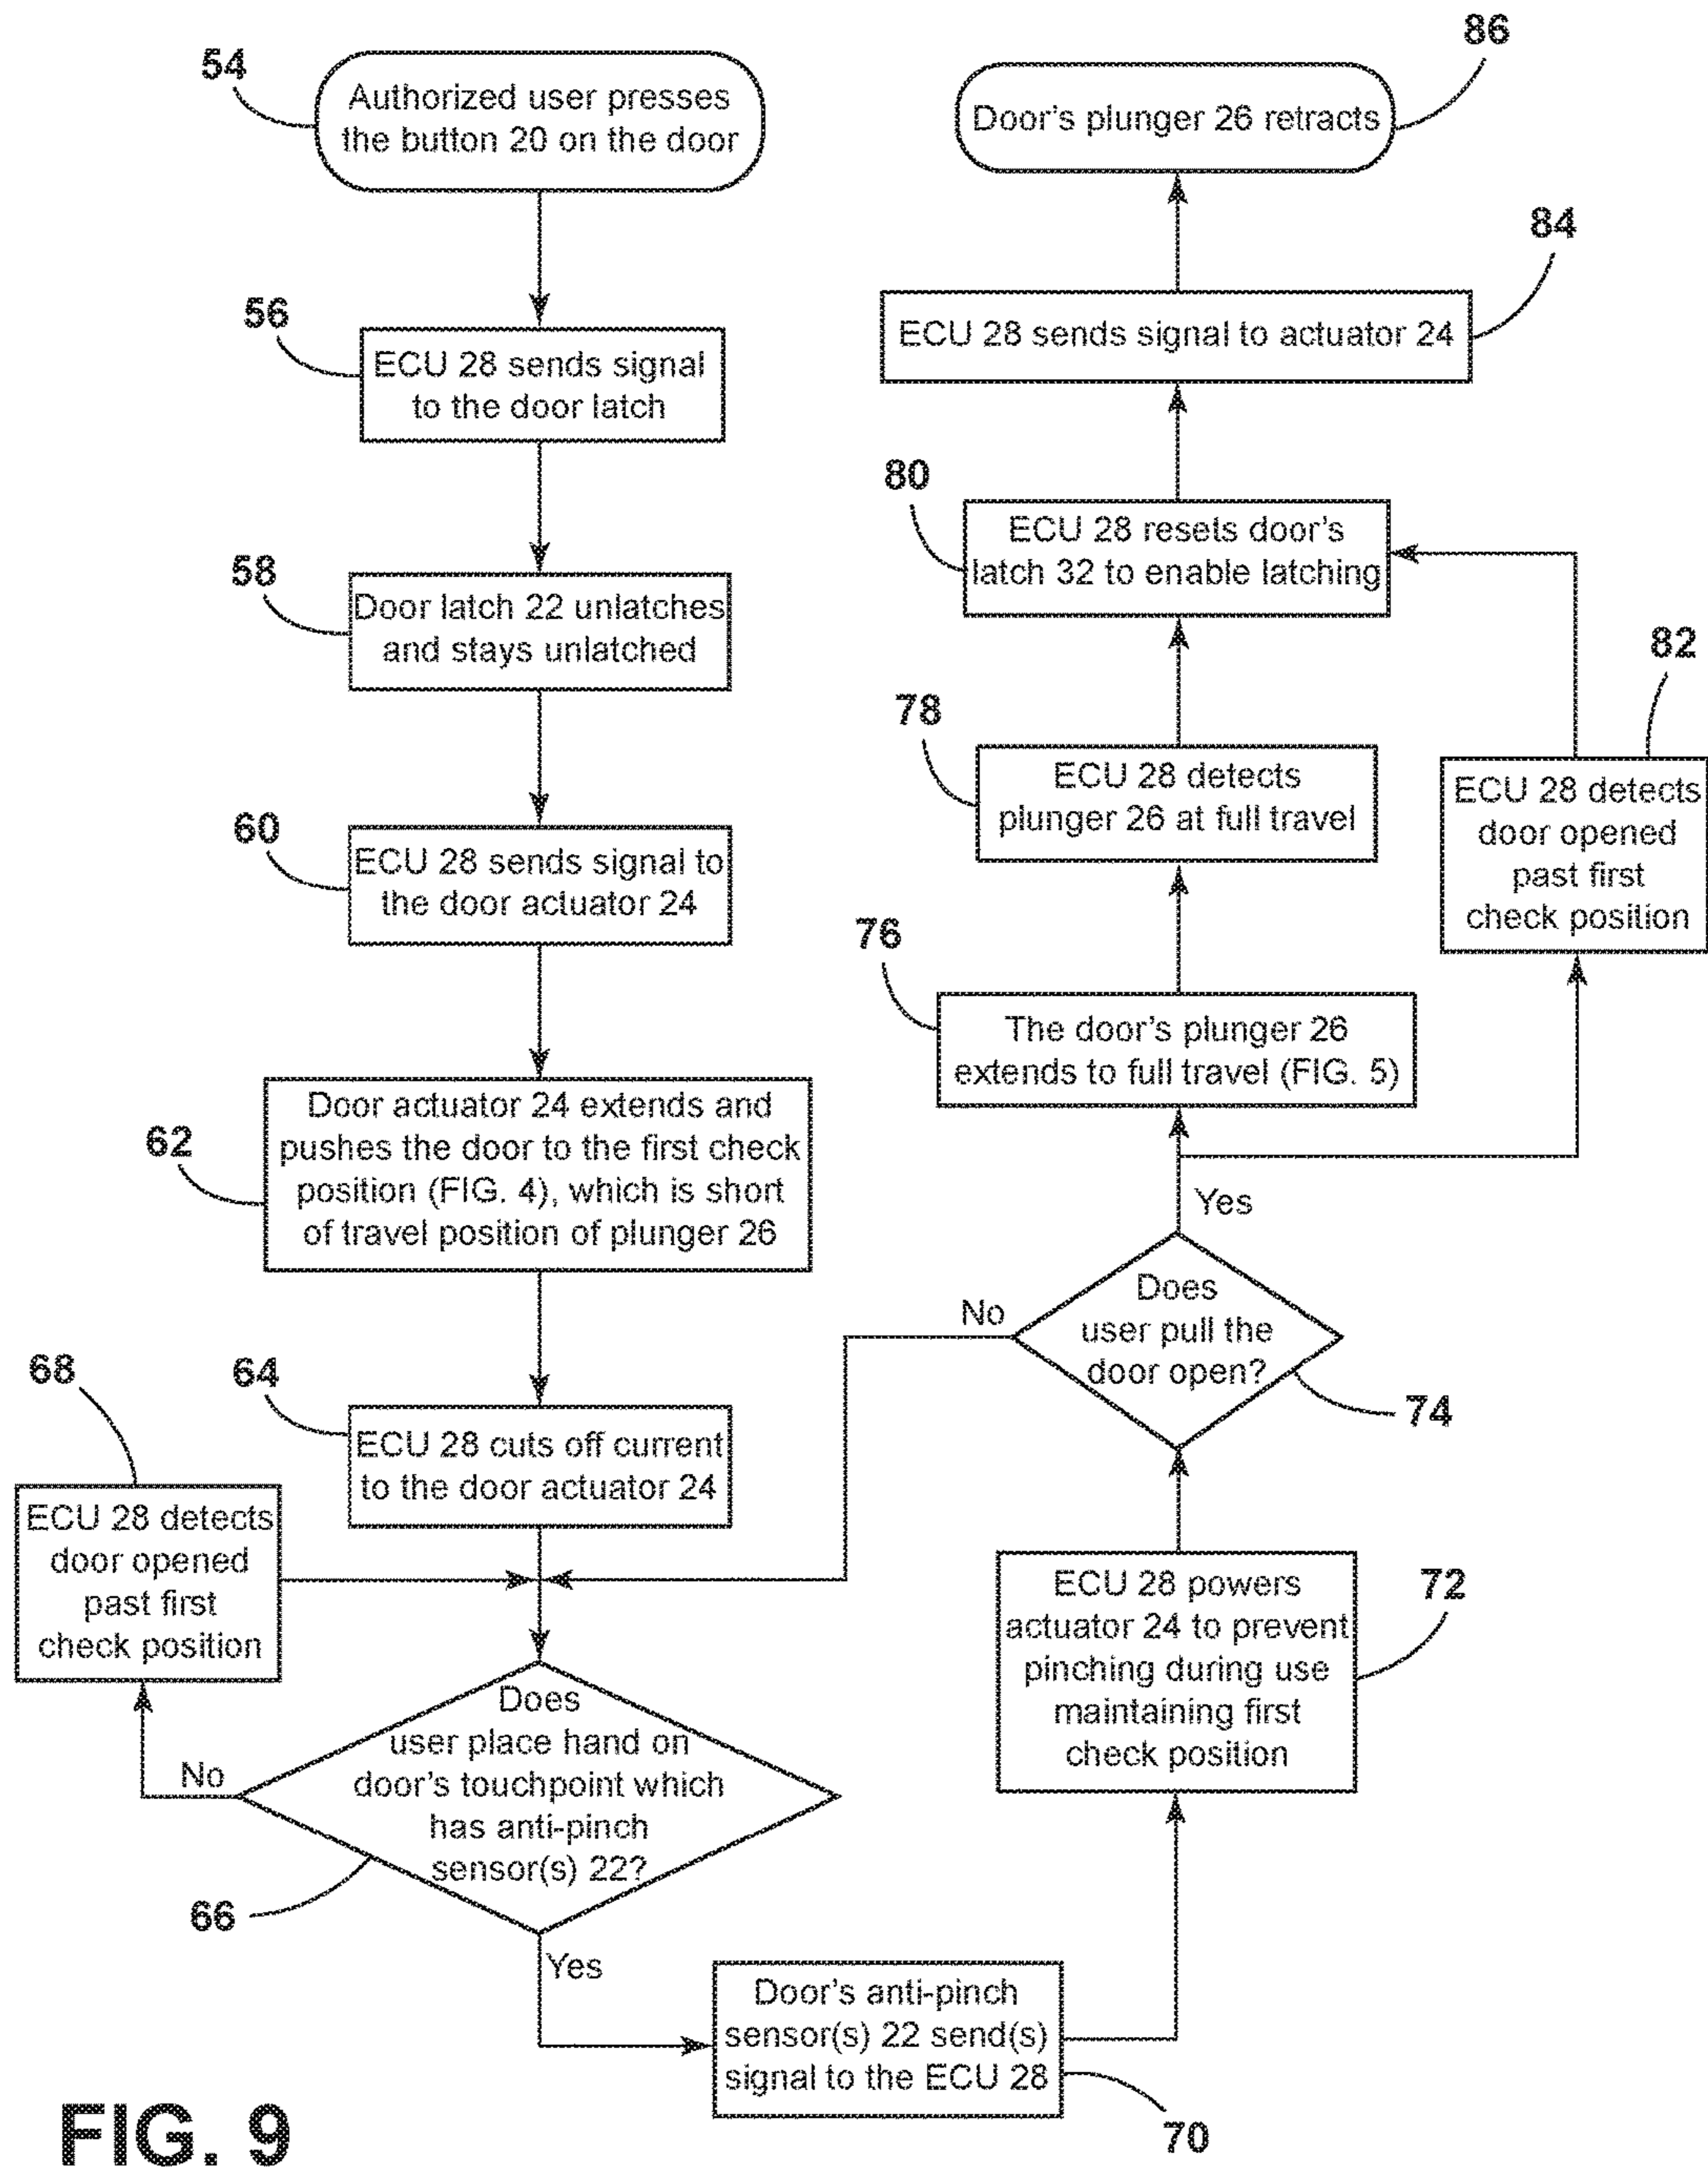 54
Authorized user presses
the button 20 on the door
56
ECU 28 sends signal
to the door latch
58
Door latch 22 unlatches
and stays unlatched
60
ECU 28 sends signal to
the door actuator 24
62
Door actuator 24 extends and
pushes the door to the first check
position (FIG. 4), which is short
of travel position of plunger 26
64
ECU 28 cuts off current
to the door actuator 24
68
ECU 28 detects
door opened
past first
check position
No
Does
user place hand on
door's touchpoint which
has anti-pinch
sensor(s) 22?
66
Yes
Door's anti-pinch
sensor(s) 22 send(s)
signal to the ECU 28
70
ECU 28 powers
actuator 24 to prevent
pinching during use
maintaining first
check position
72
Does
user pull the
door open?
74
No
Yes
76
The door's plunger 26
extends to full travel (FIG. 5)
78
ECU 28 detects
plunger 26 at full travel
82
ECU 28 detects
door opened
past first
check position
80
ECU 28 resets door's
latch 32 to enable latching
84
ECU 28 sends signal to actuator 24
86
Door's plunger 26 retracts
FIG. 9